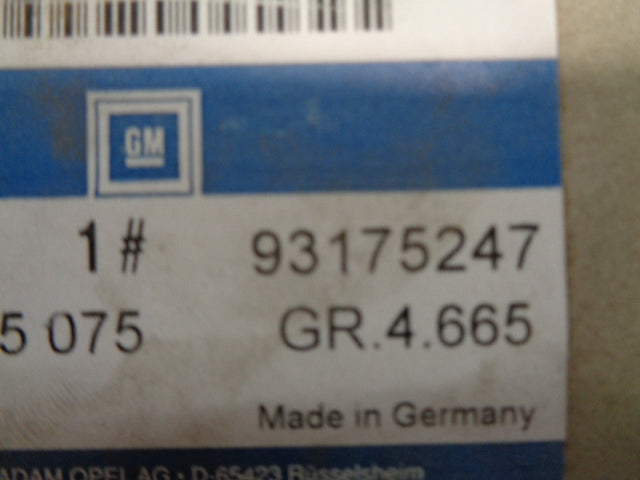 GM
1# 93175247
5 075 GR.4.665
Made in Germany
ADAM OPEL AG · D-65423 Rüsselsheim